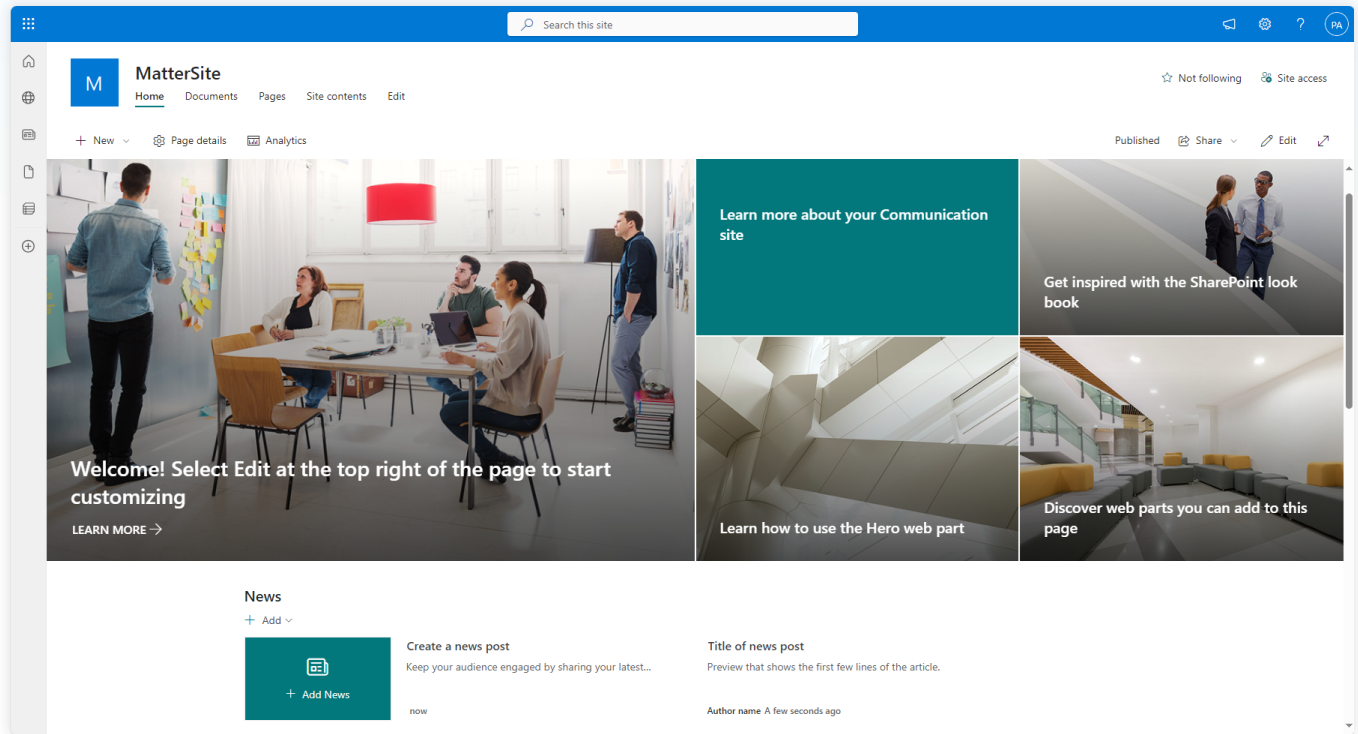 Search this site
PA
M
MatterSite
Home
Documents
Pages
Site contents
Edit
Not following
Site access
New
Page details
Analytics
Published
Share
Edit
Learn more about your Communication
site
Get inspired with the SharePoint look
book
Welcome! Select Edit at the top right of the page to start
customizing
LEARN MORE
Learn how to use the Hero web part
Discover web parts you can add to this
page
News
Add
Add News
Create a news post
Keep your audience engaged by sharing your latest...
now
Title of news post
Preview that shows the first few lines of the article.
Author name A few seconds ago